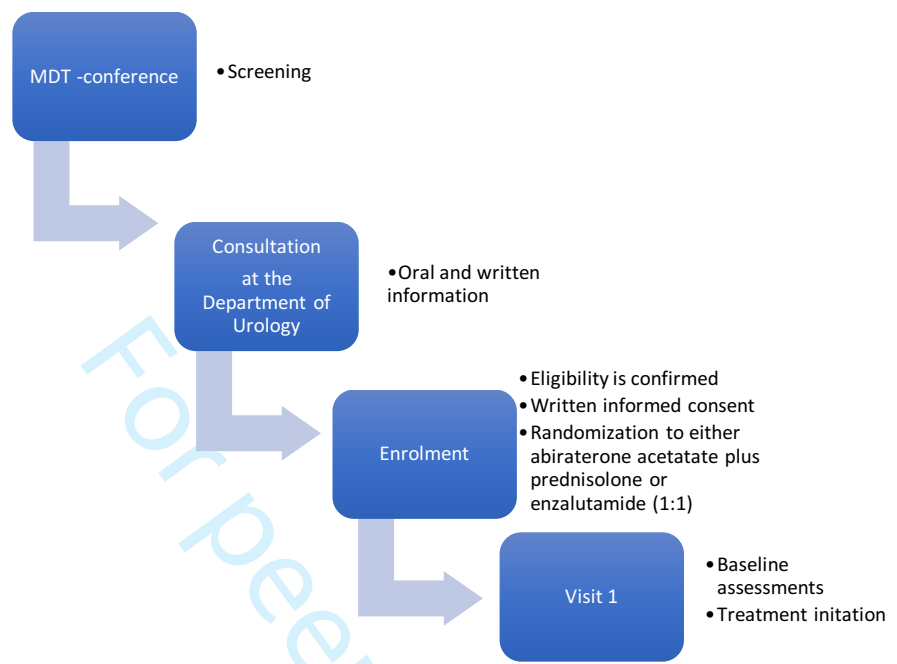 MDT -conference
•Screening
Consultation
at the
Department of
Urology
•Oral and written
information
Enrolment
•Eligibility is confirmed
•Written informed consent
•Randomization to either
abiraterone acetatate plus
prednisolone or
enzalutamide (1:1)
Visit 1
•Baseline
assessments
•Treatment initation
For peer